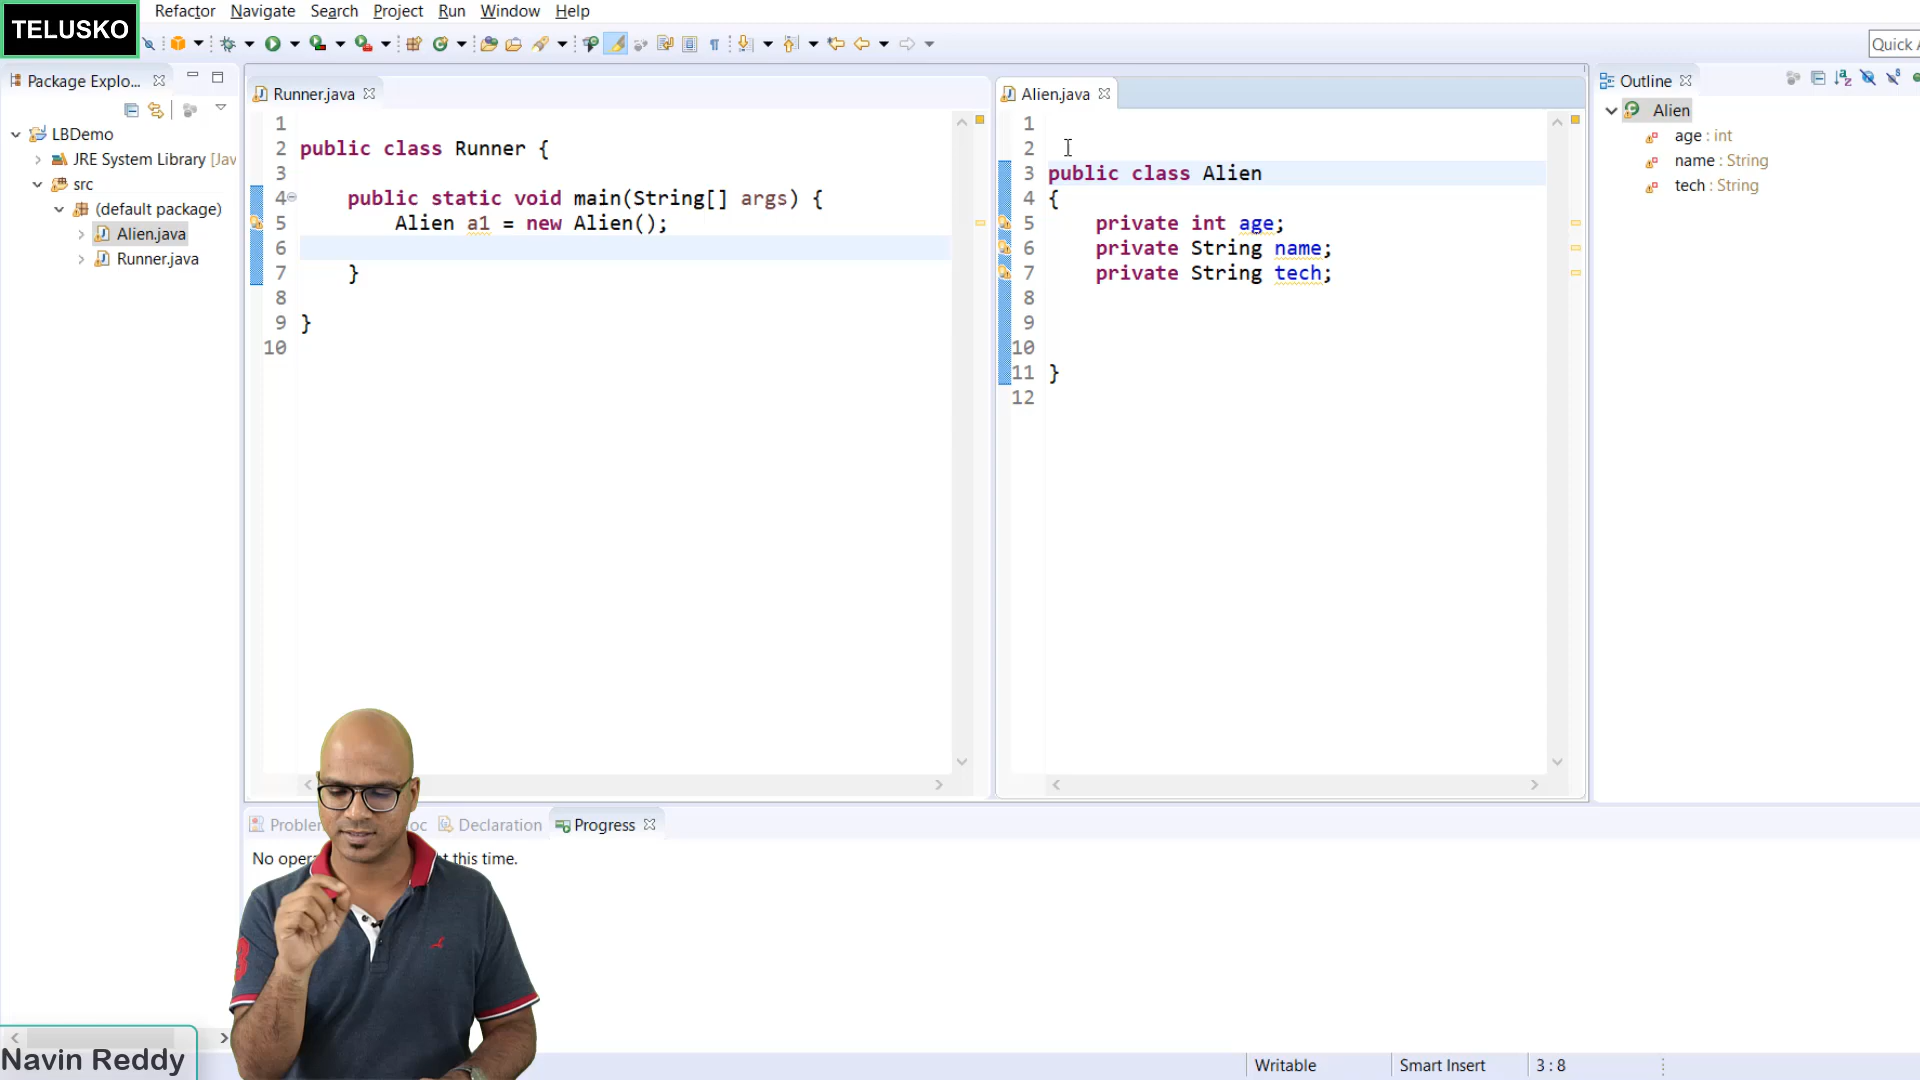 TELUSKO
Refactor Navigate Search Project Run Window Help
Quick A
Package Explo...
Runner.java
Alien.java
Outline
LBDemo
JRE System Library [Jav
src
(default package)
Alien.java
Runner.java
1
2 public class Runner {
3
4 public static void main(String[] args) {
5 Alien a1 = new Alien();
6
7 }
8
9 }
10
1
2
3 public class Alien
4 {
5 private int age;
6 private String name;
7 private String tech;
8
9
10
11 }
12
Alien
age : int
name : String
tech : String
Problem oc Declaration Progress
No opera t this time.
Navin Reddy
Writable Smart Insert 3 : 8